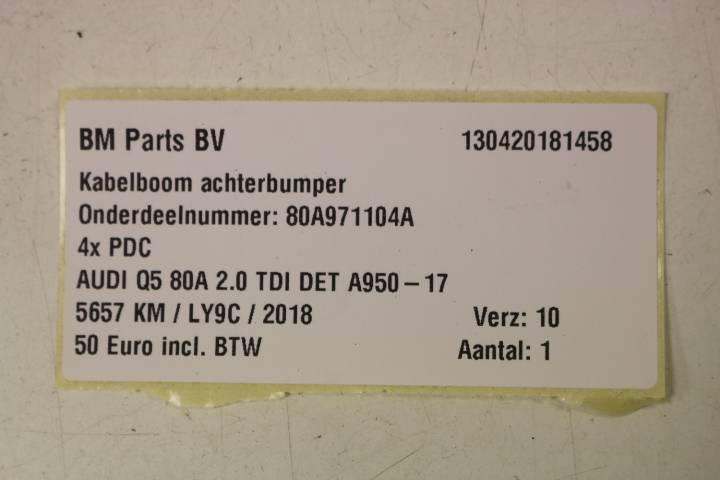 BM Parts BV 130420181458
Kabelboom achterbumper
Onderdeelnummer: 80A971104A
4x PDC
AUDI Q5 80A 2.0 TDI DET A950-17
5657 KM / LY9C / 2018 Verz: 10
50 Euro incl. BTW Aantal: 1